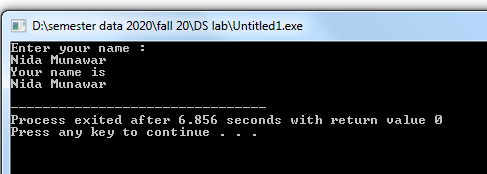 D:\semester data 2020\fall 20\DS lab\Untitled1.exe
Enter your name :
Nida Munawar
Your name is
Nida Munawar
--------------------------------
Process exited after 6.856 seconds with return value 0
Press any key to continue . . .